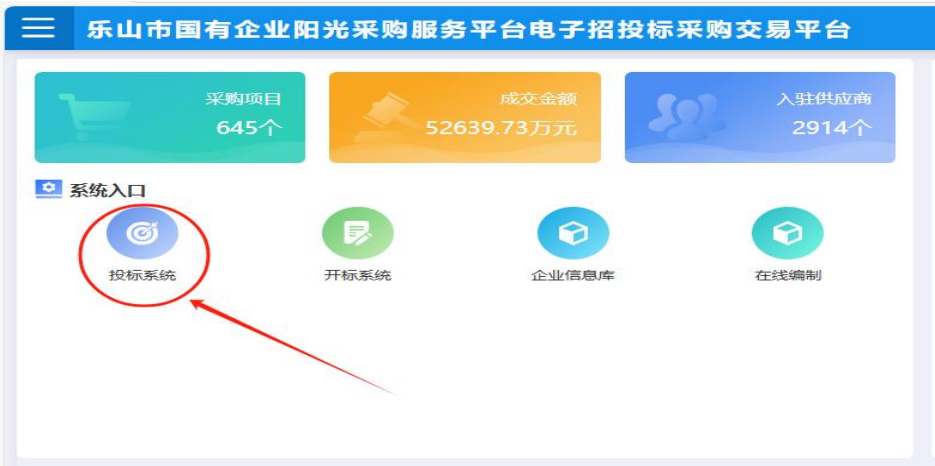 乐山市国有企业阳光采购服务平台电子招投标采购交易平台
采购项目
645个
成交金额
52639.73万元
入驻供应商
2914个
系统入口
投标系统
开标系统
企业信息库
在线编制